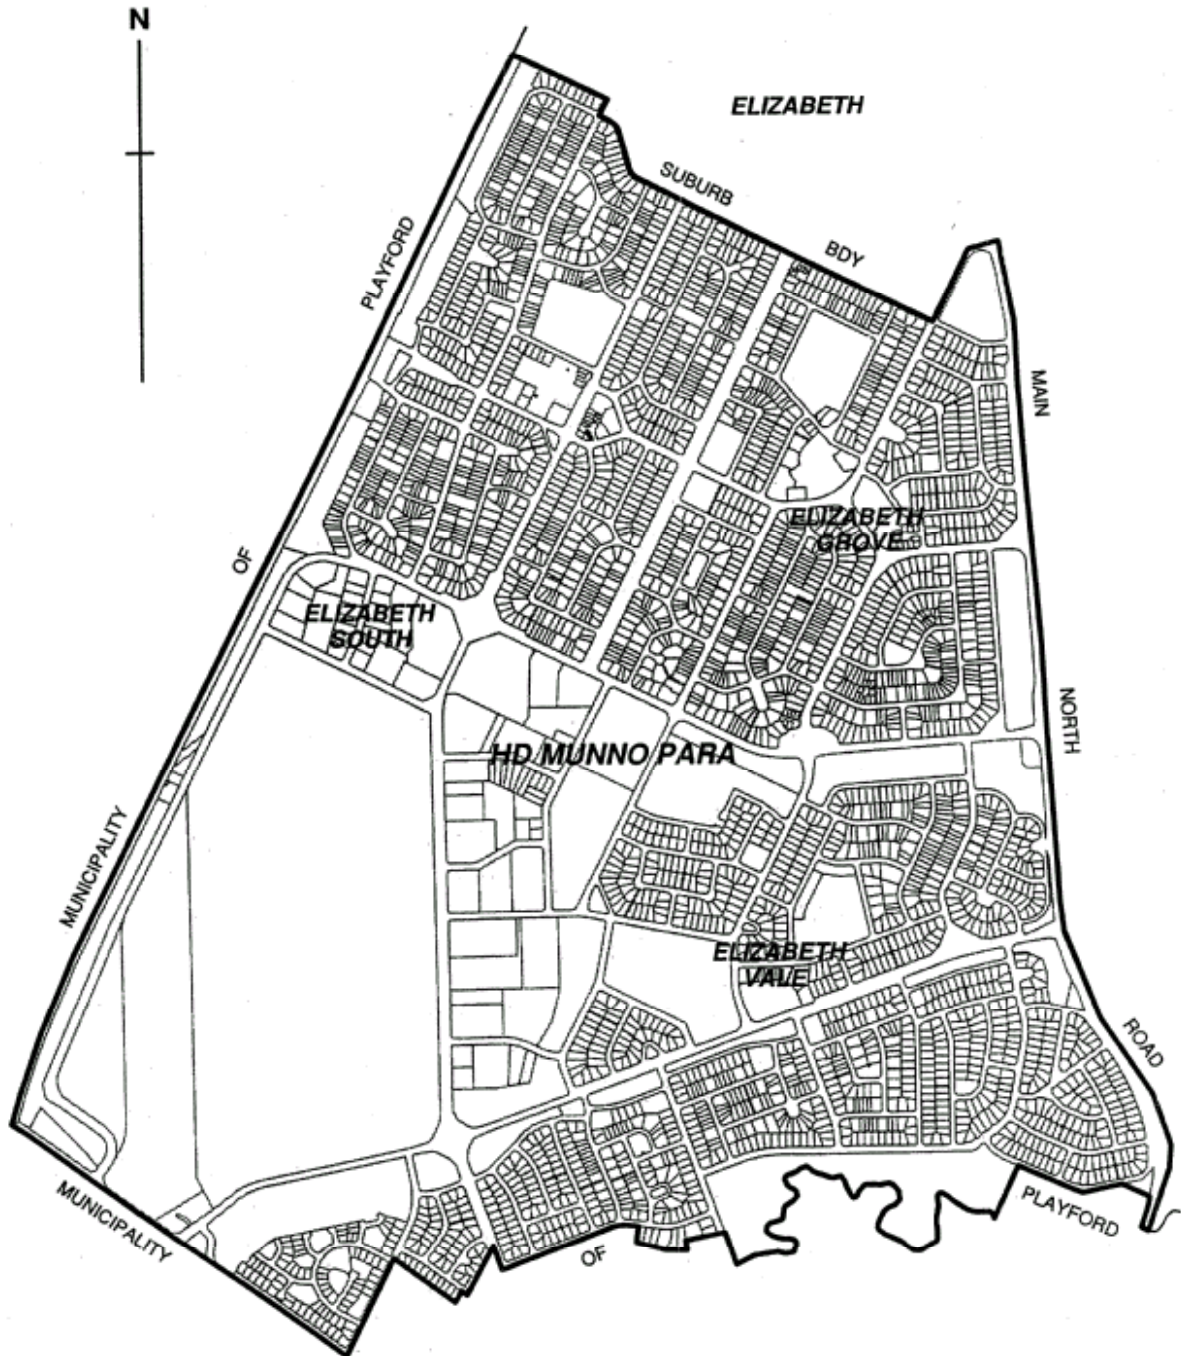 N
ELIZABETH
SUBURB
BDY
PLAYFORD
MAIN
ELIZABETH
GROVE
OF
ELIZABETH
SOUTH
NORTH
HD MUNNO PARA
MUNICIPALITY
ELIZABETH
VALE
ROAD
MUNICIPALITY
OF
PLAYFORD